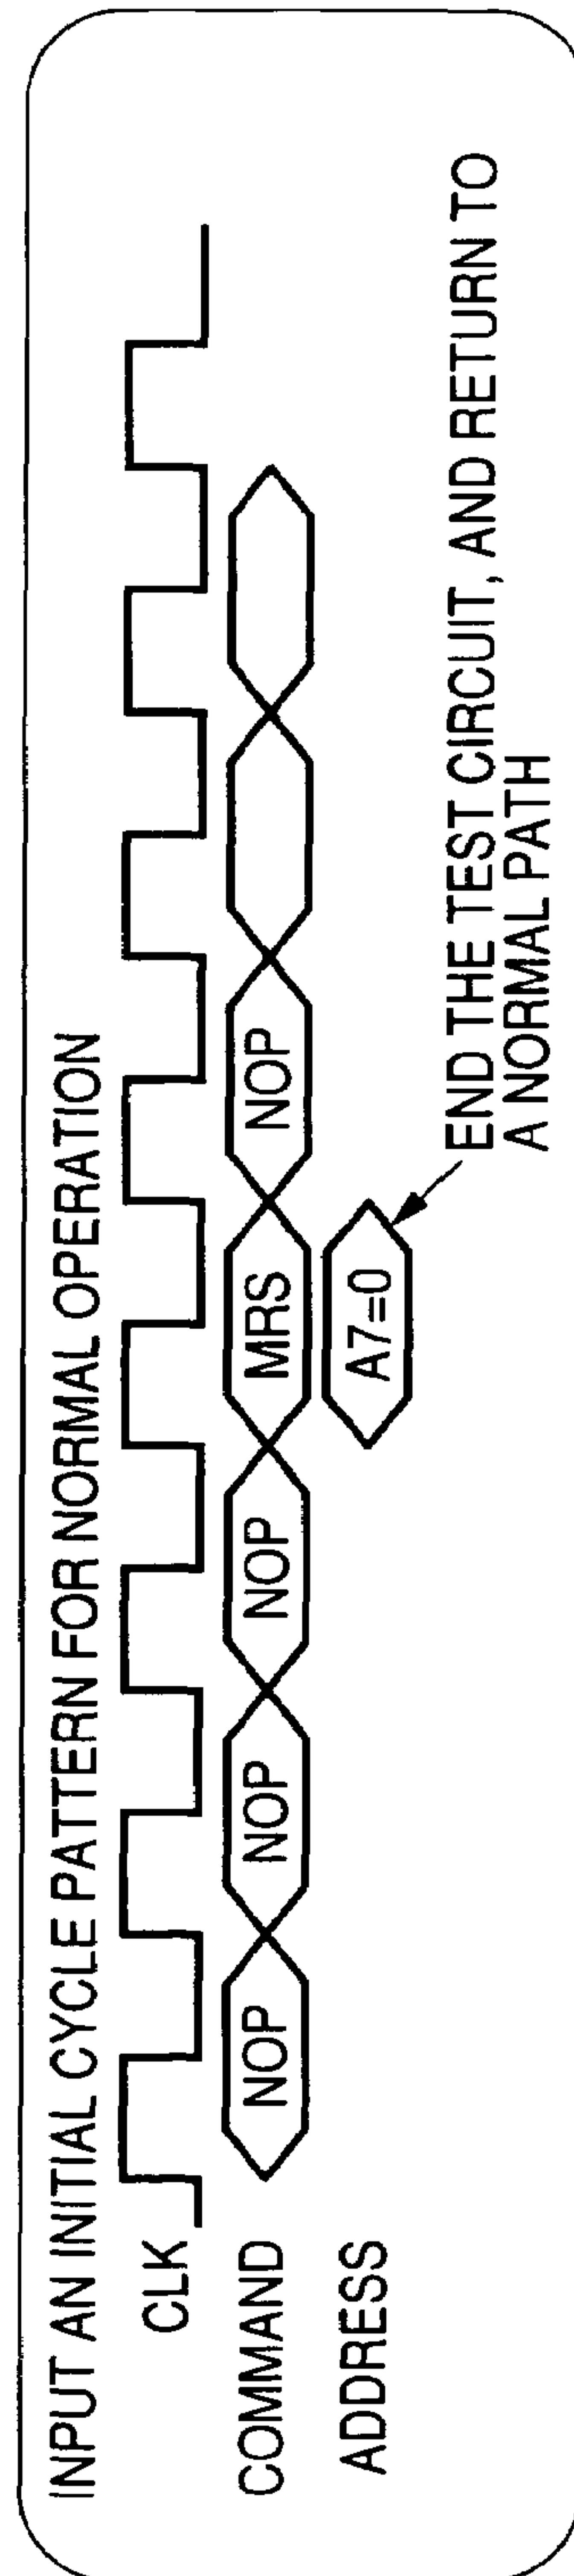 INPUT AN INITIAL CYCLE PATTERN FOR NORMAL OPERATION
CLK
COMMAND
NOP
NOP
NOP
MRS
NOP
ADDRESS
A7=0
END THE TEST CIRCUIT, AND RETURN TO
A NORMAL PATH